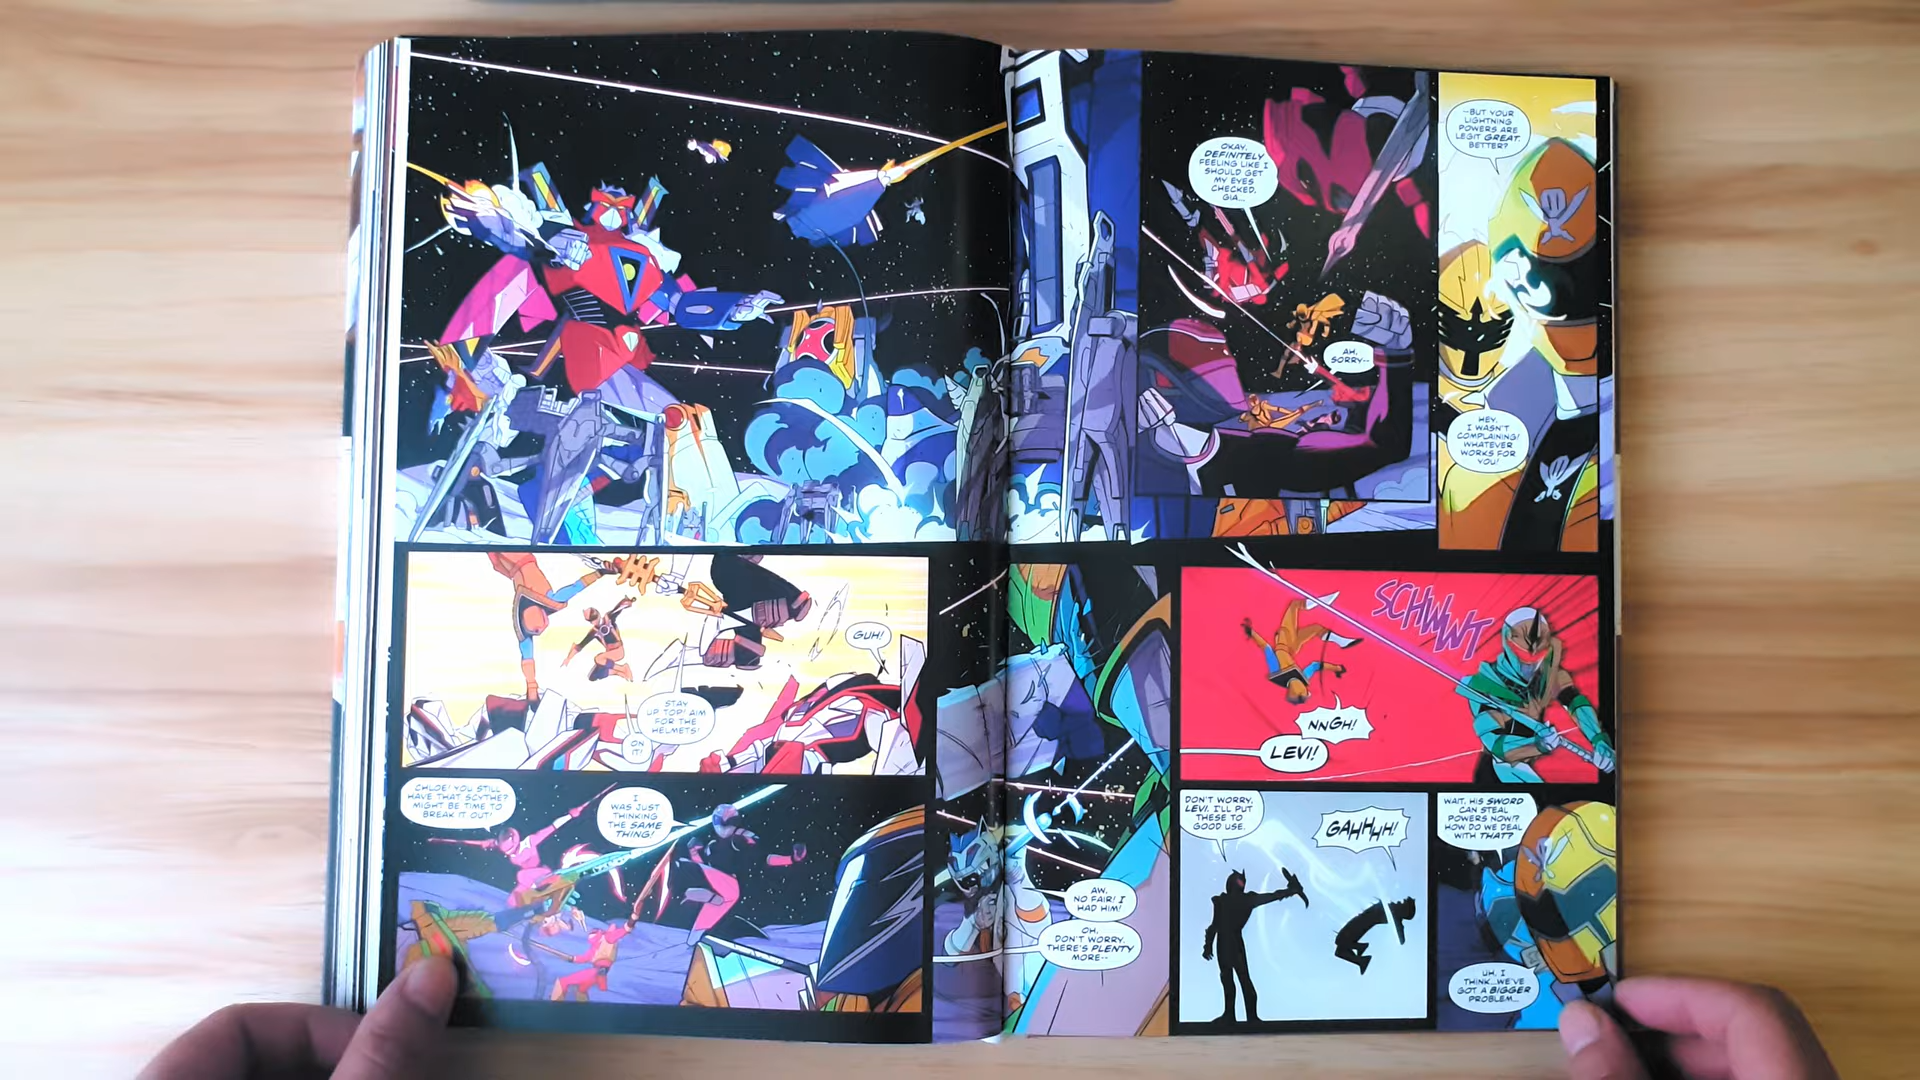 OKAY,
DEFINITELY
FEELING LIKE I
SHOULD GET
MY EYES
CHECKED,
GIA...
AH,
SORRY--
--BUT YOUR
LIGHTNING
POWERS ARE
LEGIT GREAT.
BETTER?
HEY,
I WASN'T
COMPLAINING!
WHATEVER
WORKS FOR
YOU!
GUH!
STAY
UP TOP! AIM
FOR THE
HELMETS!
ON
IT!
CHLOE! YOU STILL
HAVE THAT SCYTHE?
MIGHT BE TIME TO
BREAK IT OUT!
I
WAS JUST
THINKING
THE SAME
THING!
AW,
NO FAIR! I
HAD HIM!
OH,
DON'T WORRY,
THERE'S PLENTY
MORE--
SCHWWT
NNGH!
LEVI!
DON'T WORRY,
LEVI. I'LL PUT
THESE TO
GOOD USE.
GAHHHH!
WAIT, HIS SWORD
CAN STEAL
POWERS NOW!?
HOW DO WE DEAL
WITH THAT?
UH, I
THINK...WE'VE
GOT A BIGGER
PROBLEM...